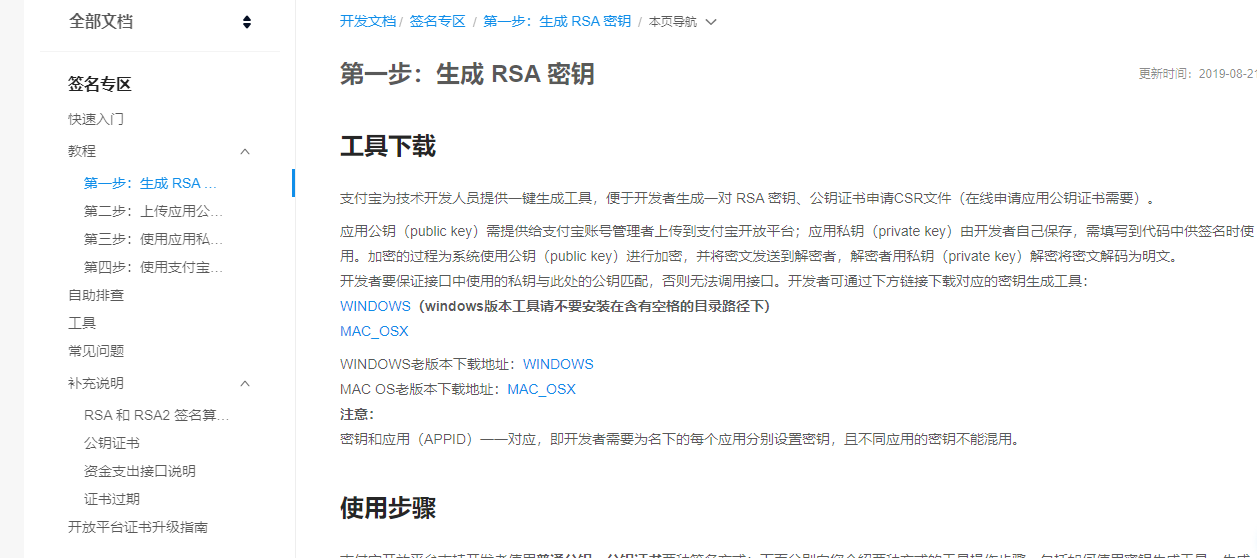 全部文档
签名专区
快速入门
教程
第一步：生成 RSA ...
第二步：上传应用公...
第三步：使用应用私...
第四步：使用支付宝...
自助排查
工具
常见问题
补充说明
RSA 和 RSA2 签名算...
公钥证书
资金支出接口说明
证书过期
开放平台证书升级指南
开发文档 / 签名专区 / 第一步：生成 RSA 密钥 / 本页导航
第一步：生成 RSA 密钥
更新时间：2019-08-21
工具下载
支付宝为技术开发人员提供一键生成工具，便于开发者生成一对 RSA 密钥、公钥证书申请CSR文件（在线申请应用公钥证书需要）。
应用公钥（public key）需提供给支付宝账号管理者上传到支付宝开放平台；应用私钥（private key）由开发者自己保存，需填写到代码中供签名时使
用。加密的过程为系统使用公钥（public key）进行加密，并将密文发送到解密者，解密者用私钥（private key）解密将密文解码为明文。
开发者要保证接口中使用的私钥与此处的公钥匹配，否则无法调用接口。开发者可通过下方链接下载对应的密钥生成工具：
WINDOWS（windows版本工具请不要安装在含有空格的目录路径下）
MAC_OSX
WINDOWS老版本下载地址：WINDOWS
MAC OS老版本下载地址：MAC_OSX
注意：
密钥和应用（APPID）一一对应，即开发者需要为名下的每个应用分别设置密钥，且不同应用的密钥不能混用。
使用步骤